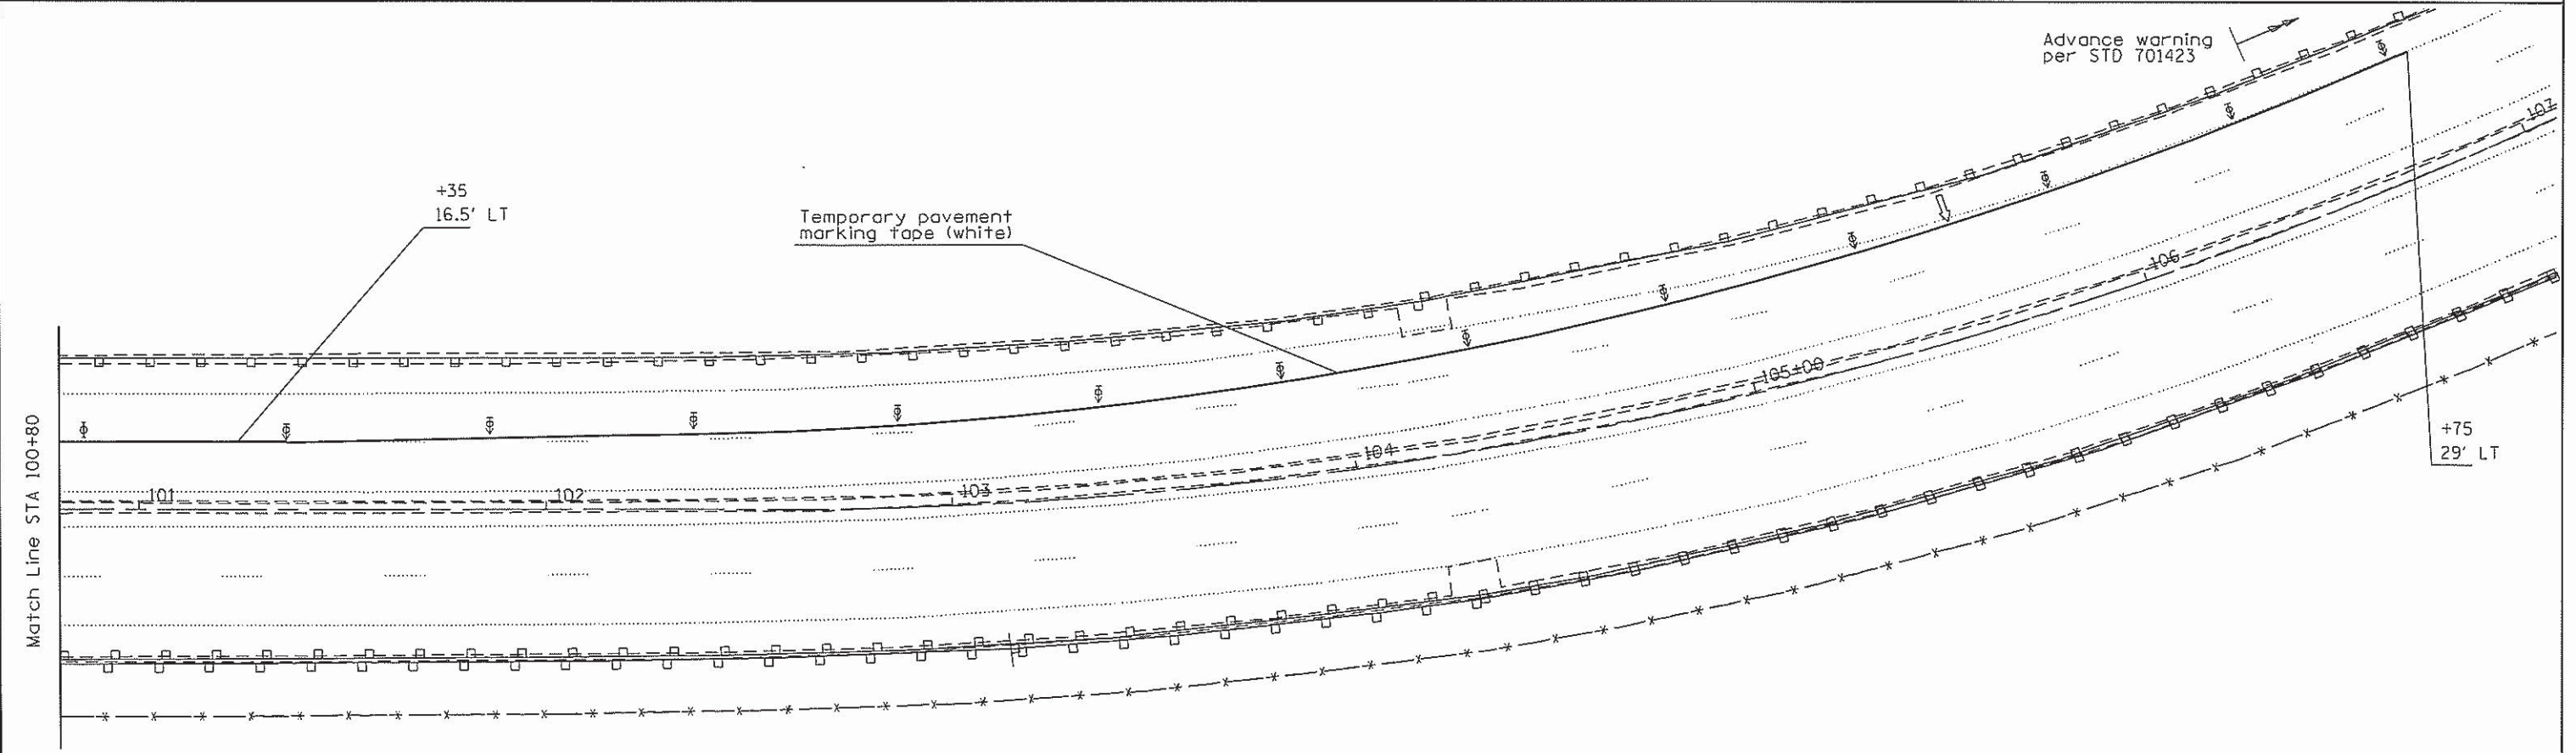 Advance warning
per STD 701423
+35
16.5' LT
Temporary pavement
marking tape (white)
Match Line STA 100+80
101
102
103
104
105+00
106
107
+75
29' LT